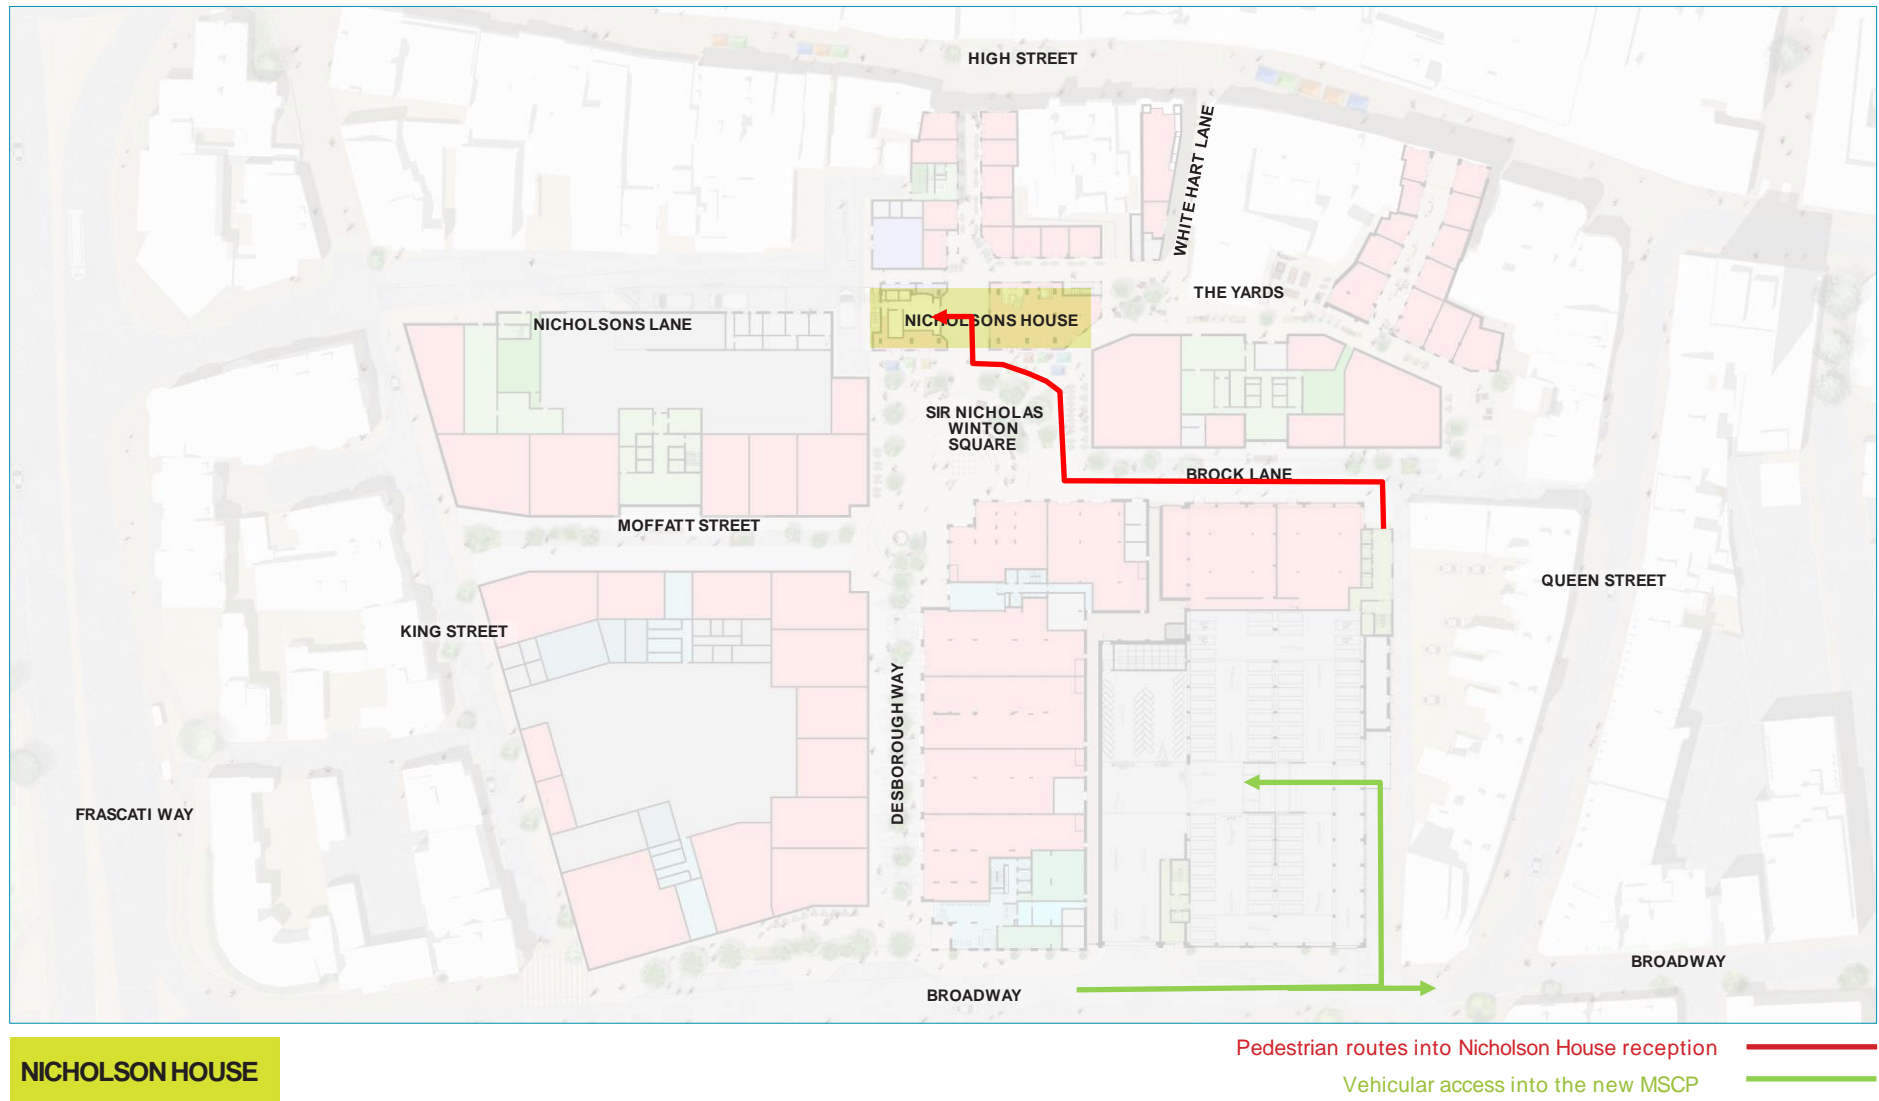 HIGH STREET
WHITE HART LANE
THE YARDS
NICHOLSONS LANE
NICHOLSONS HOUSE
SIR NICHOLAS
WINTON
SQUARE
BROCK LANE
MOFFATT STREET
QUEEN STREET
KING STREET
DESBOROUGH WAY
FRASCATI WAY
BROADWAY
BROADWAY
NICHOLSON HOUSE
Pedestrian routes into Nicholson House reception
Vehicular access into the new MSCP